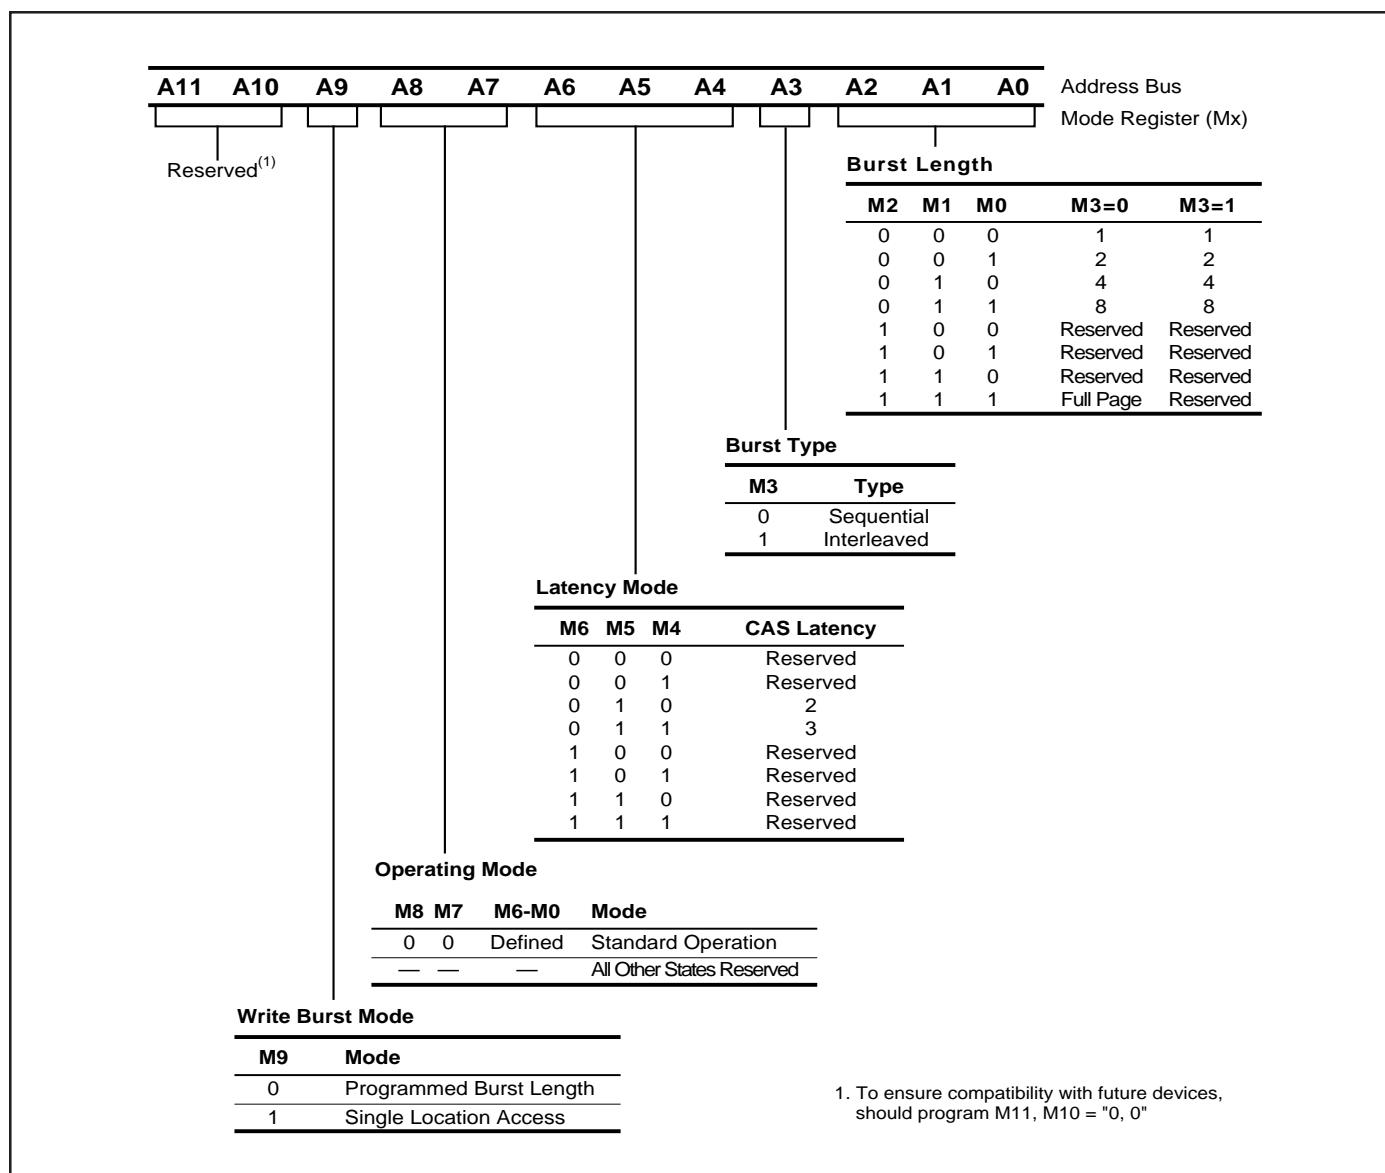 A11 A10 A9 A8 A7 A6 A5 A4 A3 A2 A1 A0 Address Bus
Mode Register (Mx)
Reserved(1)
Burst Length
M2 M1 M0 M3=0 M3=1
0 0 0 1 1
0 0 1 2 2
0 1 0 4 4
0 1 1 8 8
1 0 0 Reserved Reserved
1 0 1 Reserved Reserved
1 1 0 Reserved Reserved
1 1 1 Full Page Reserved
Burst Type
M3 Type
0 Sequential
1 Interleaved
Latency Mode
M6 M5 M4 CAS Latency
0 0 0 Reserved
0 0 1 Reserved
0 1 0 2
0 1 1 3
1 0 0 Reserved
1 0 1 Reserved
1 1 0 Reserved
1 1 1 Reserved
Operating Mode
M8 M7 M6-M0 Mode
0 0 Defined Standard Operation
— — — All Other States Reserved
Write Burst Mode
M9 Mode
0 Programmed Burst Length
1 Single Location Access
1. To ensure compatibility with future devices,
should program M11, M10 = "0, 0"